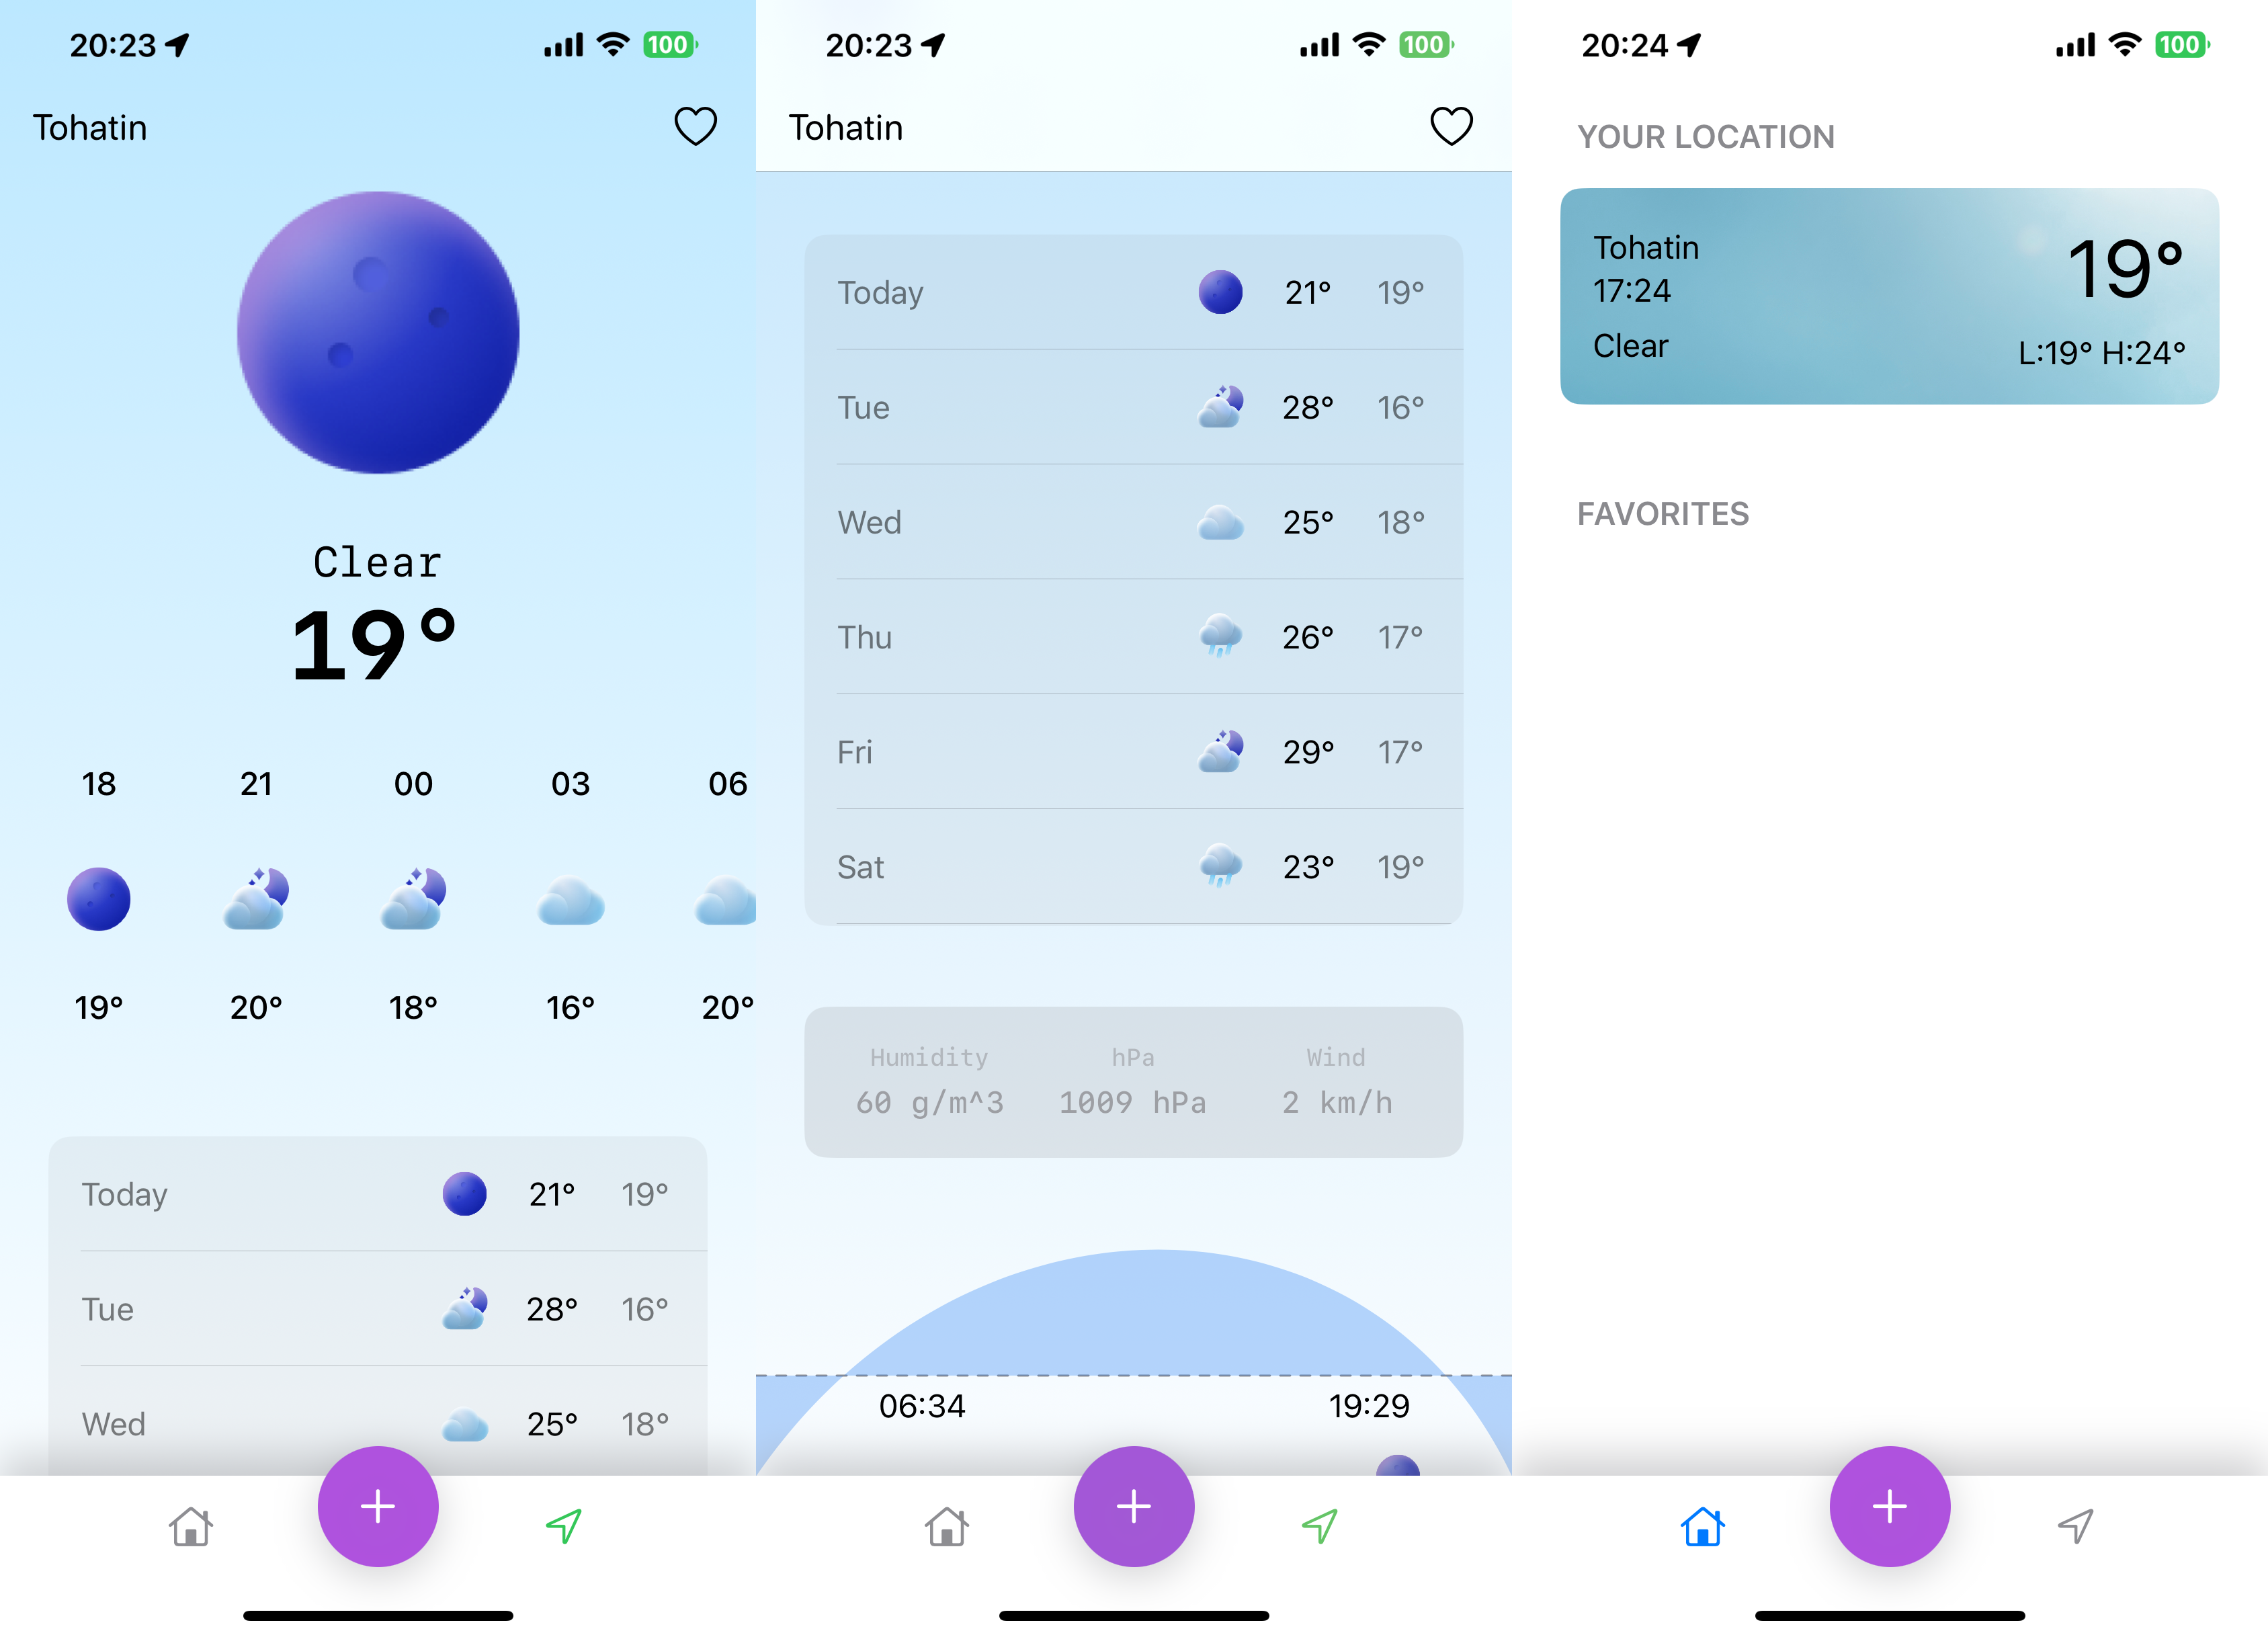 20:23
100
Tohatin
Clear
19°
18 21 00 03 06
19° 20° 18° 16° 20°
Today 21° 19°
Tue 28° 16°
Wed 25° 18°
20:23
100
Tohatin
Today 21° 19°
Tue 28° 16°
Wed 25° 18°
Thu 26° 17°
Fri 29° 17°
Sat 23° 19°
Humidity hPa Wind
60 g/m^3 1009 hPa 2 km/h
06:34 19:29
20:24
100
YOUR LOCATION
Tohatin
17:24
19°
Clear
L:19° H:24°
FAVORITES